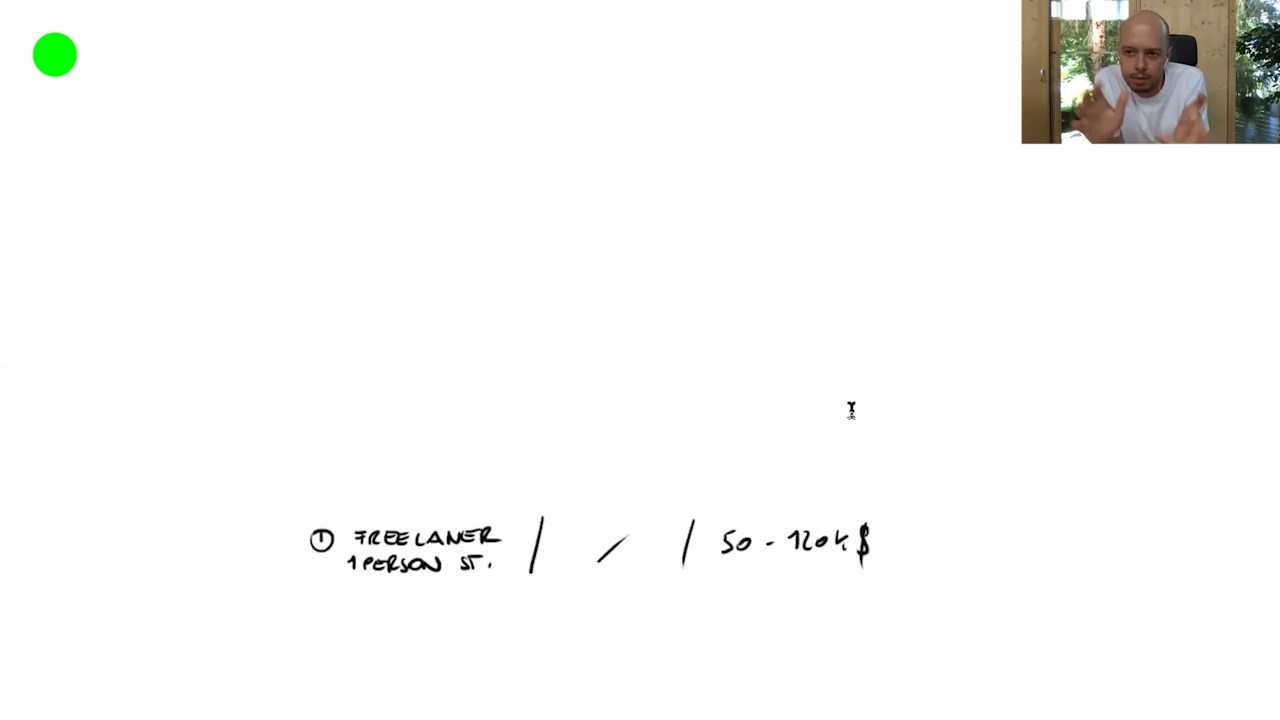 ① FREELANER / / / 50 - 120k $
1 PERSON ST.